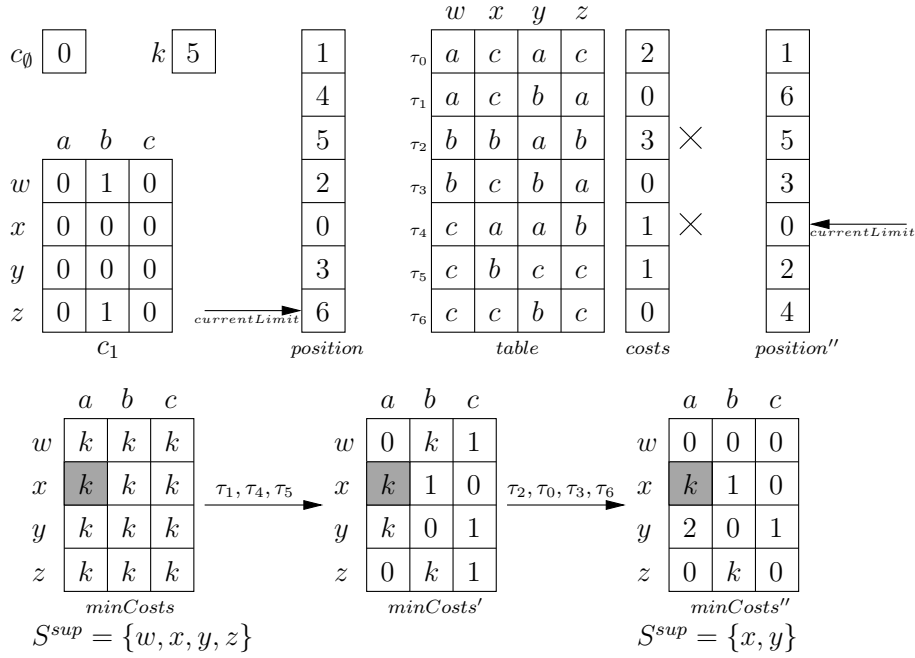 w x y z
c∅ 0 k 5 1 τ0 a c a c 2 1
4 τ1 a c b a 0 6
a b c 5 τ2 b b a b 3 × 5
w 0 1 0 2 τ3 b c b a 0 3
x 0 0 0 0 τ4 c a a b 1 × 0 currentLimit
y 0 0 0 3 τ5 c b c c 1 2
z 0 1 0 currentLimit 6 τ6 c c b c 0 4
c1 position table costs position''
a b c a b c a b c
w k k k w 0 k 1 w 0 0 0
x k k k τ1, τ4, τ5 x k 1 0 τ2, τ0, τ3, τ6 x k 1 0
y k k k y k 0 1 y 2 0 1
z k k k z 0 k 1 z 0 k 0
minCosts minCosts' minCosts''
S^sup = {w, x, y, z} S^sup = {x, y}